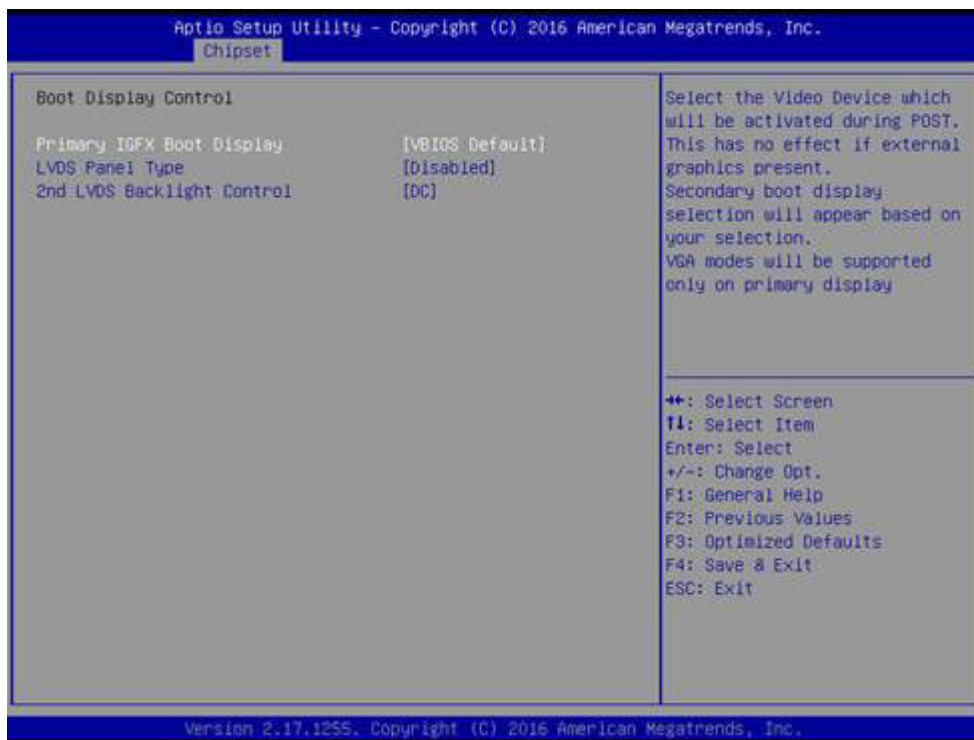 Aptio Setup Utility – Copyright (C) 2016 American Megatrends, Inc.
Chipset
Boot Display Control
Primary IGFX Boot Display [VBIOS Default]
LVDS Panel Type [Disabled]
2nd LVDS Backlight Control [DC]
Select the Video Device which
will be activated during POST.
This has no effect if external
graphics present.
Secondary boot display
selection will appear based on
your selection.
VGA modes will be supported
only on primary display
→←: Select Screen
↑↓: Select Item
Enter: Select
+/-: Change Opt.
F1: General Help
F2: Previous Values
F3: Optimized Defaults
F4: Save & Exit
ESC: Exit
Version 2.17.1255. Copyright (C) 2016 American Megatrends, Inc.